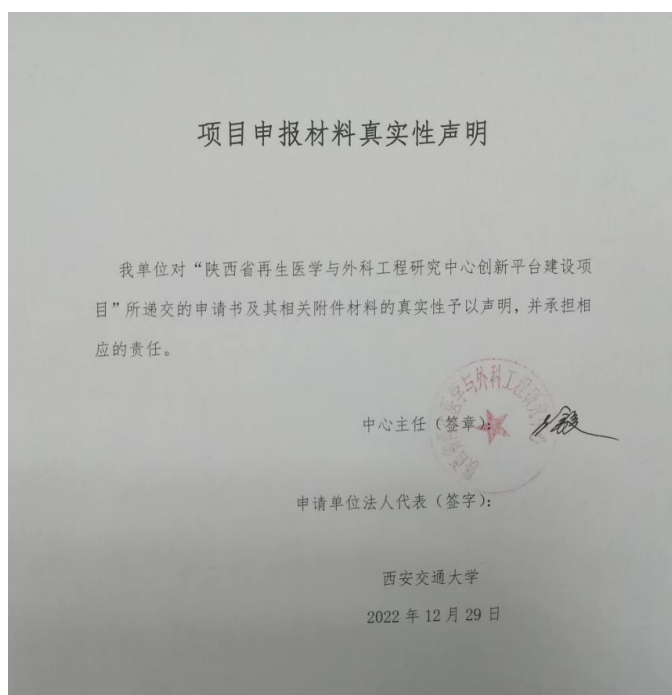 项目申报材料真实性声明
我单位对“陕西省再生医学与外科工程研究中心创新平台建设项
目”所递交的申请书及其相关附件材料的真实性予以声明,并承担相
应的责任。
中心主任(签章):
申请单位法人代表(签字):
西安交通大学
2022 年 12 月 29 日